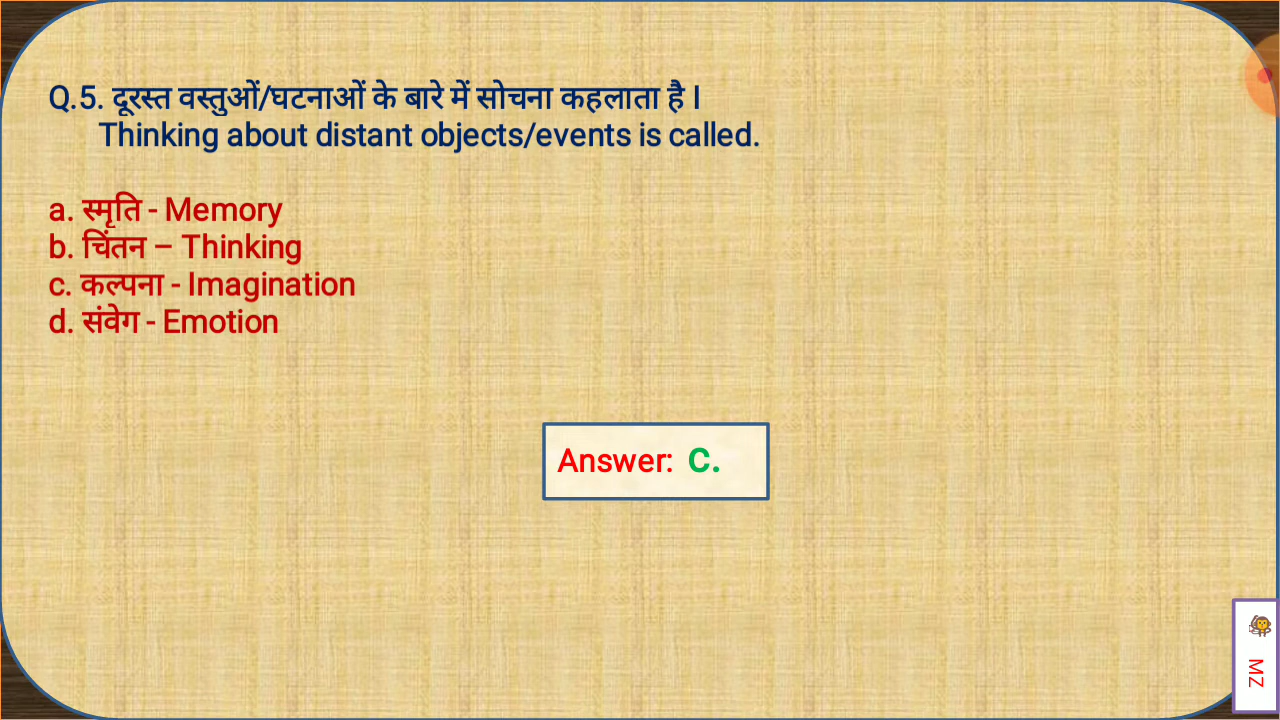 Q.5. दूरस्त वस्तुओं/घटनाओं के बारे में सोचना कहलाता है I
Thinking about distant objects/events is called.
a. स्मृति - Memory
b. चिंतन – Thinking
c. कल्पना - Imagination
d. संवेग - Emotion
Answer: C.
MZ